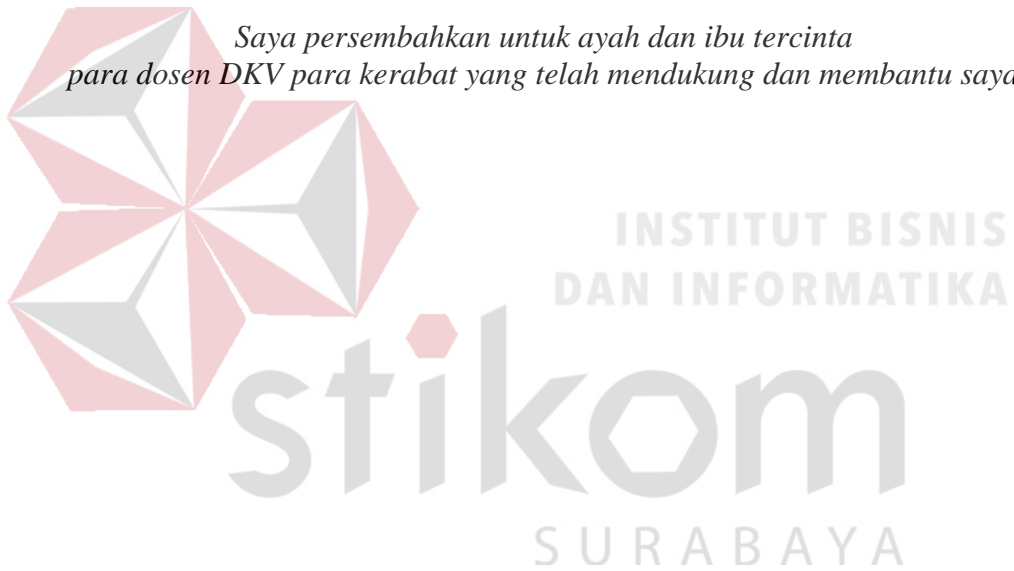 Saya persembahkan untuk ayah dan ibu tercinta
para dosen DKV para kerabat yang telah mendukung dan membantu saya
INSTITUT BISNIS
DAN INFORMATIKA
stikom
SURABAYA